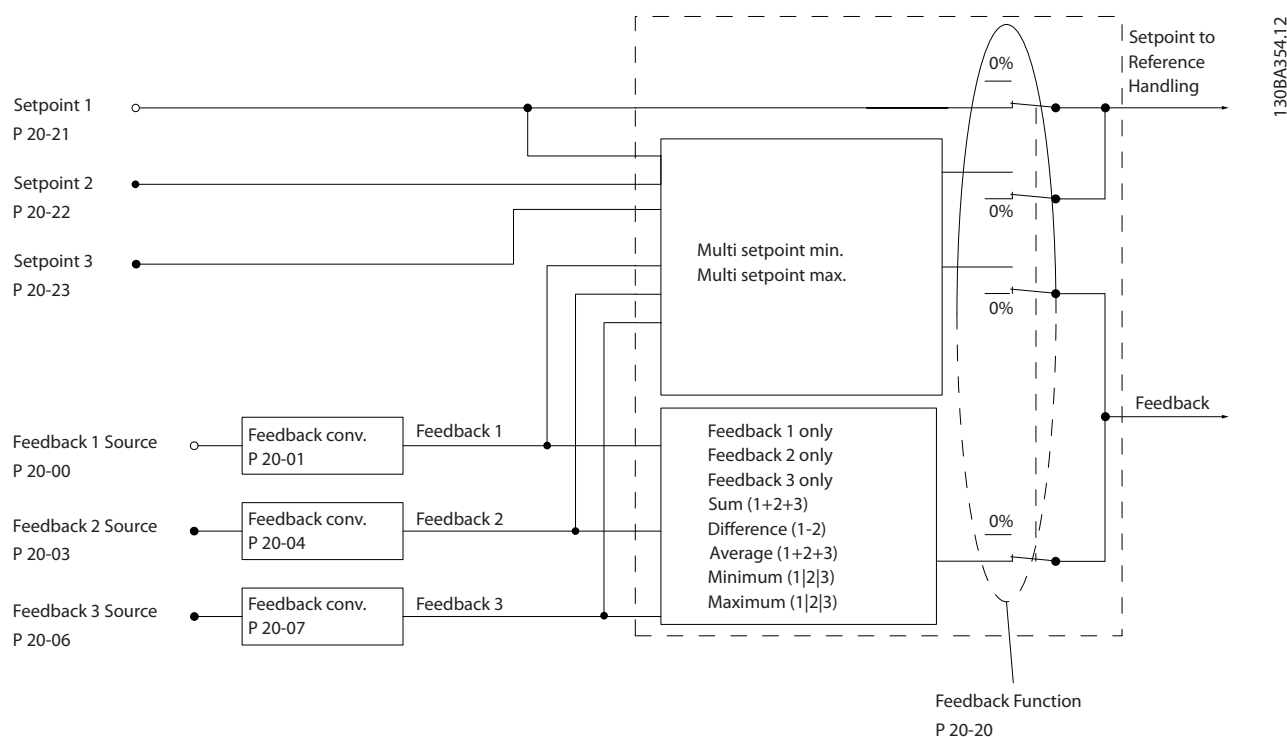 130BA354.12
Setpoint to
Reference
Handling
0%
Setpoint 1
P 20-21
Setpoint 2
P 20-22
0%
Setpoint 3
P 20-23
Multi setpoint min.
Multi setpoint max.
0%
Feedback
Feedback 1 Source
P 20-00
Feedback conv.
P 20-01
Feedback 1
Feedback 2 Source
P 20-03
Feedback conv.
P 20-04
Feedback 2
Feedback 3 Source
P 20-06
Feedback conv.
P 20-07
Feedback 3
Feedback 1 only
Feedback 2 only
Feedback 3 only
Sum (1+2+3)
Difference (1-2)
Average (1+2+3)
Minimum (1|2|3)
Maximum (1|2|3)
0%
Feedback Function
P 20-20